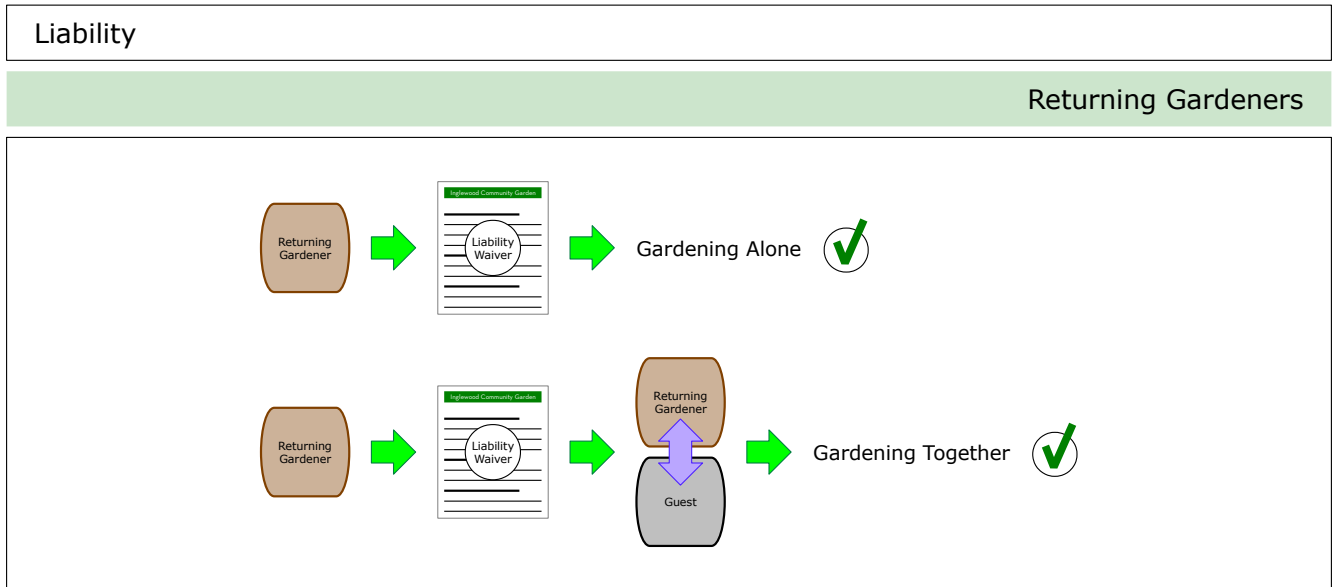 Liability
Returning Gardeners
Inglewood Community Garden
Returning
Gardener
Liability
Waiver
Gardening Alone
Inglewood Community Garden
Returning
Gardener
Liability
Waiver
Returning
Gardener
Guest
Gardening Together